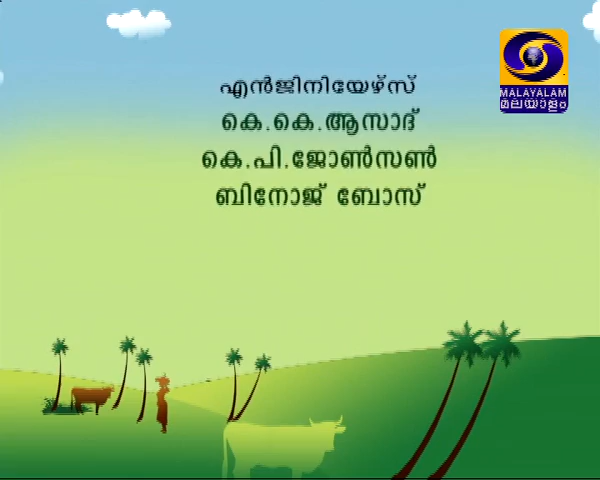 എൻജിനിയേഴ്സ്
കെ.കെ.ആസാദ്
കെ.പി.ജോൺസൺ
ബിനോജ് ബോസ്
MALAYALAM
മലയാളം